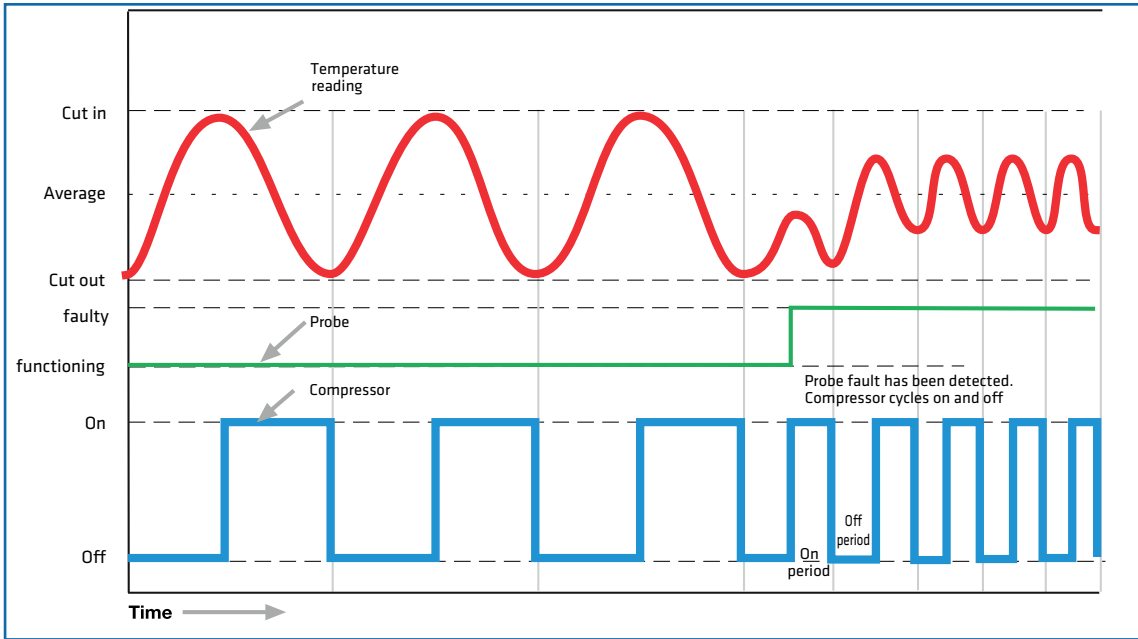 Temperature
reading
Cut in
Average
Cut out
faulty
Probe
functioning
Probe fault has been detected.
Compressor cycles on and off
Compressor
On
Off
period
Off
On
period
Time